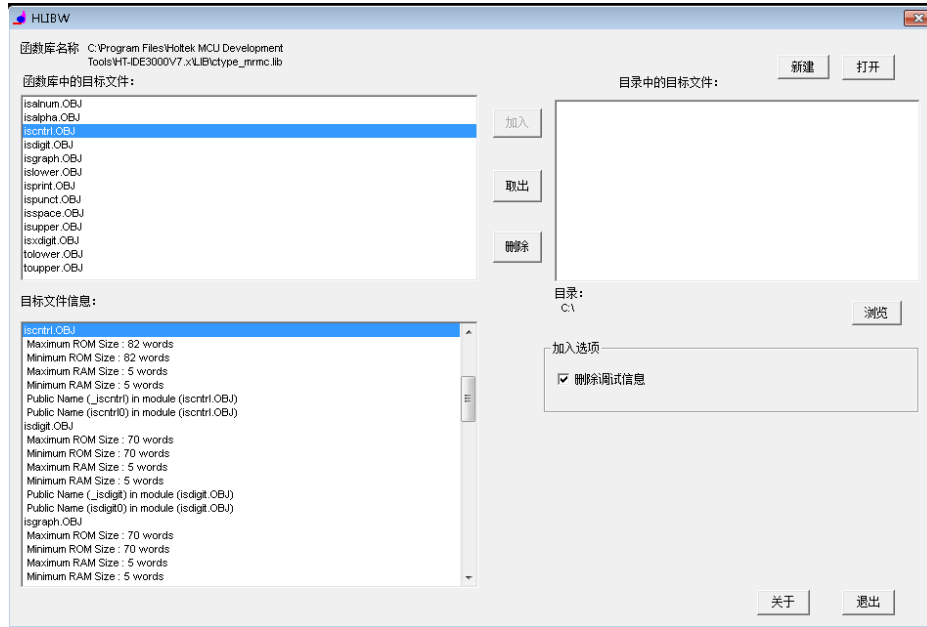 HLIBW
函数库名称 C:\Program Files\Holtek MCU Development
Tools\HT-IDE3000V7.x\LIB\ctype_mrmc.lib
新建
打开
函数库中的目标文件：
目录中的目标文件：
isalnum.OBJ
isalpha.OBJ
iscntrl.OBJ
isdigit.OBJ
isgraph.OBJ
islower.OBJ
isprint.OBJ
ispunct.OBJ
isspace.OBJ
isupper.OBJ
isxdigit.OBJ
tolower.OBJ
toupper.OBJ
加入
取出
删除
目录：
C:\
浏览
目标文件信息：
iscntrl.OBJ
Maximum ROM Size : 82 words
Minimum ROM Size : 82 words
Maximum RAM Size : 5 words
Minimum RAM Size : 5 words
Public Name (_iscntrl) in module (iscntrl.OBJ)
Public Name (iscntrl0) in module (iscntrl.OBJ)
isdigit.OBJ
Maximum ROM Size : 70 words
Minimum ROM Size : 70 words
Maximum RAM Size : 5 words
Minimum RAM Size : 5 words
Public Name (_isdigit) in module (isdigit.OBJ)
Public Name (isdigit0) in module (isdigit.OBJ)
isgraph.OBJ
Maximum ROM Size : 70 words
Minimum ROM Size : 70 words
Maximum RAM Size : 5 words
Minimum RAM Size : 5 words
加入选项
删除调试信息
关于
退出